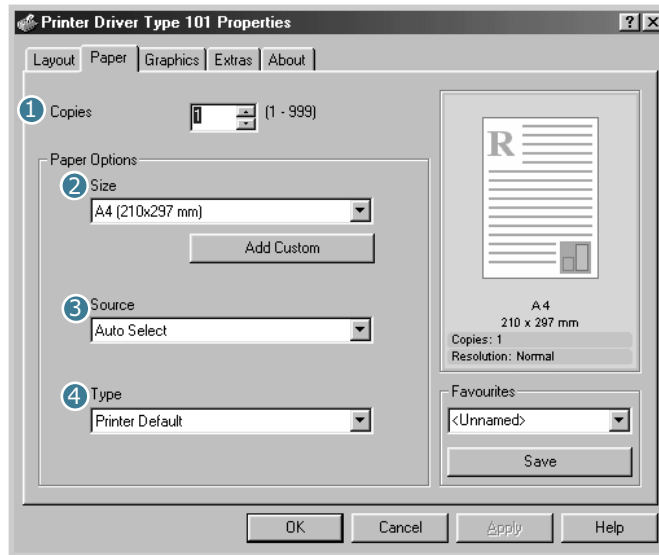 Printer Driver Type 101 Properties
Layout Paper Graphics Extras About
1 Copies 1 (1 - 999)
Paper Options
2 Size
A4 (210x297 mm)
Add Custom
3 Source
Auto Select
4 Type
Printer Default
R
A4
210 x 297 mm
Copies: 1
Resolution: Normal
Favourites
<Unnamed>
Save
OK Cancel Apply Help